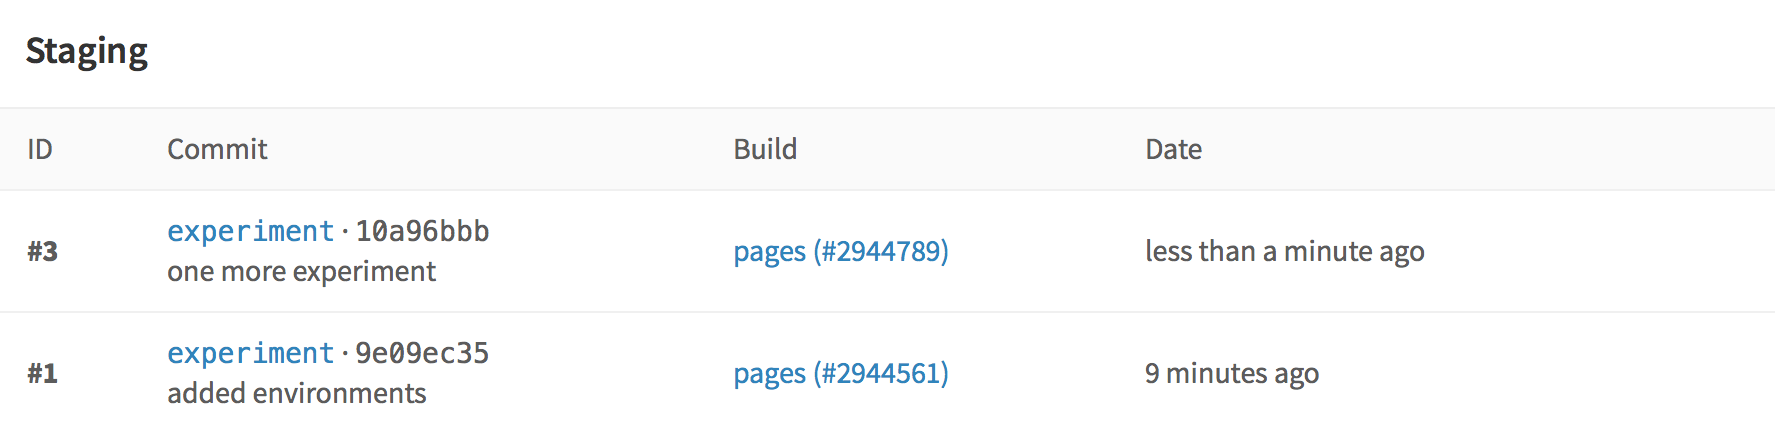 Staging
ID Commit Build Date
#3 experiment · 10a96bbb pages (#2944789) less than a minute ago
one more experiment
#1 experiment · 9e09ec35 pages (#2944561) 9 minutes ago
added environments